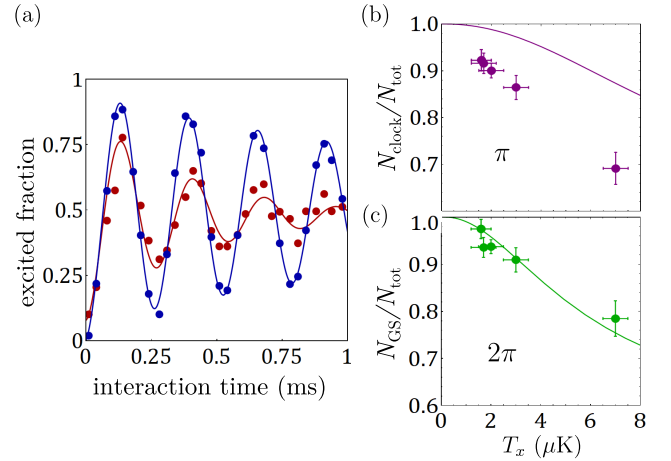 (a)
1
0.75
0.5
0.25
0
0
0.25
0.5
0.75
1
excited fraction
interaction time (ms)
(b)
1.0
0.9
0.8
0.7
N_clock/N_tot
π
(c)
1.0
0.9
0.8
0.7
0.6
N_GS/N_tot
2π
2
4
6
8
T_x (μK)